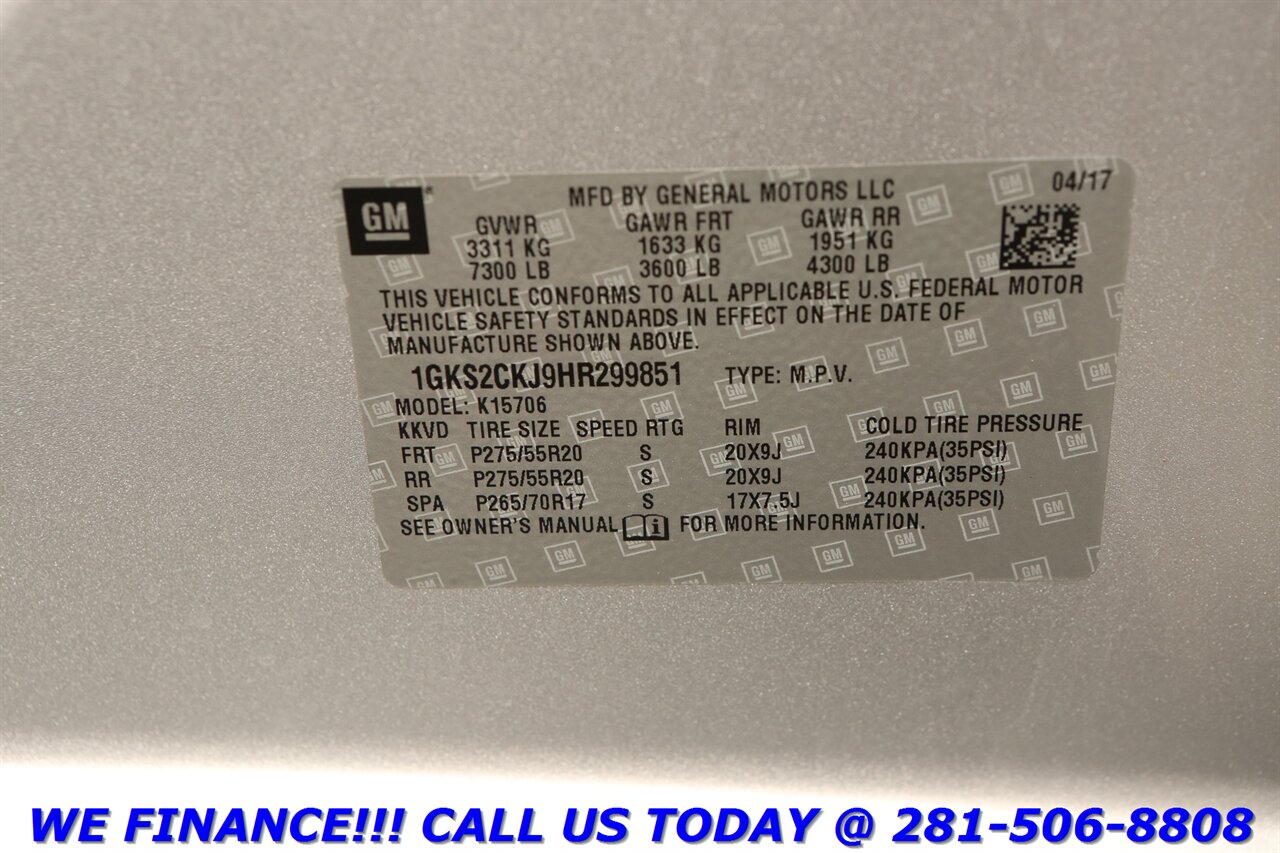 GM
MFD BY GENERAL MOTORS LLC 04/17
GVWR GAWR FRT GAWR RR
3311 KG 1633 KG 1951 KG
7300 LB 3600 LB 4300 LB
THIS VEHICLE CONFORMS TO ALL APPLICABLE U.S. FEDERAL MOTOR
VEHICLE SAFETY STANDARDS IN EFFECT ON THE DATE OF
MANUFACTURE SHOWN ABOVE.
1GKS2CKJ9HR299851 TYPE: M.P.V.
MODEL: K15706
KKVD TIRE SIZE SPEED RTG RIM COLD TIRE PRESSURE
FRT P275/55R20 S 20X9J 240KPA(35PSI)
RR P275/55R20 S 20X9J 240KPA(35PSI)
SPA P265/70R17 S 17X7.5J 240KPA(35PSI)
SEE OWNER'S MANUAL FOR MORE INFORMATION.
WE FINANCE!!! CALL US TODAY @ 281-506-8808